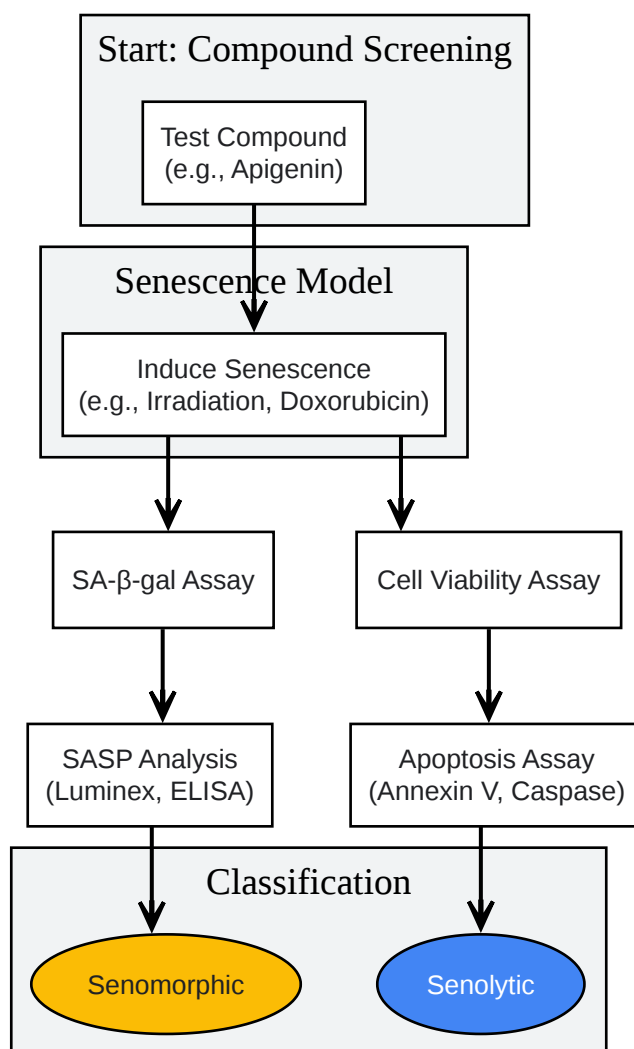 Start: Compound Screening
Test Compound
(e.g., Apigenin)
Senescence Model
Induce Senescence
(e.g., Irradiation, Doxorubicin)
SA-β-gal Assay
Cell Viability Assay
SASP Analysis
(Luminex, ELISA)
Apoptosis Assay
(Annexin V, Caspase)
Classification
Senomorphic
Senolytic